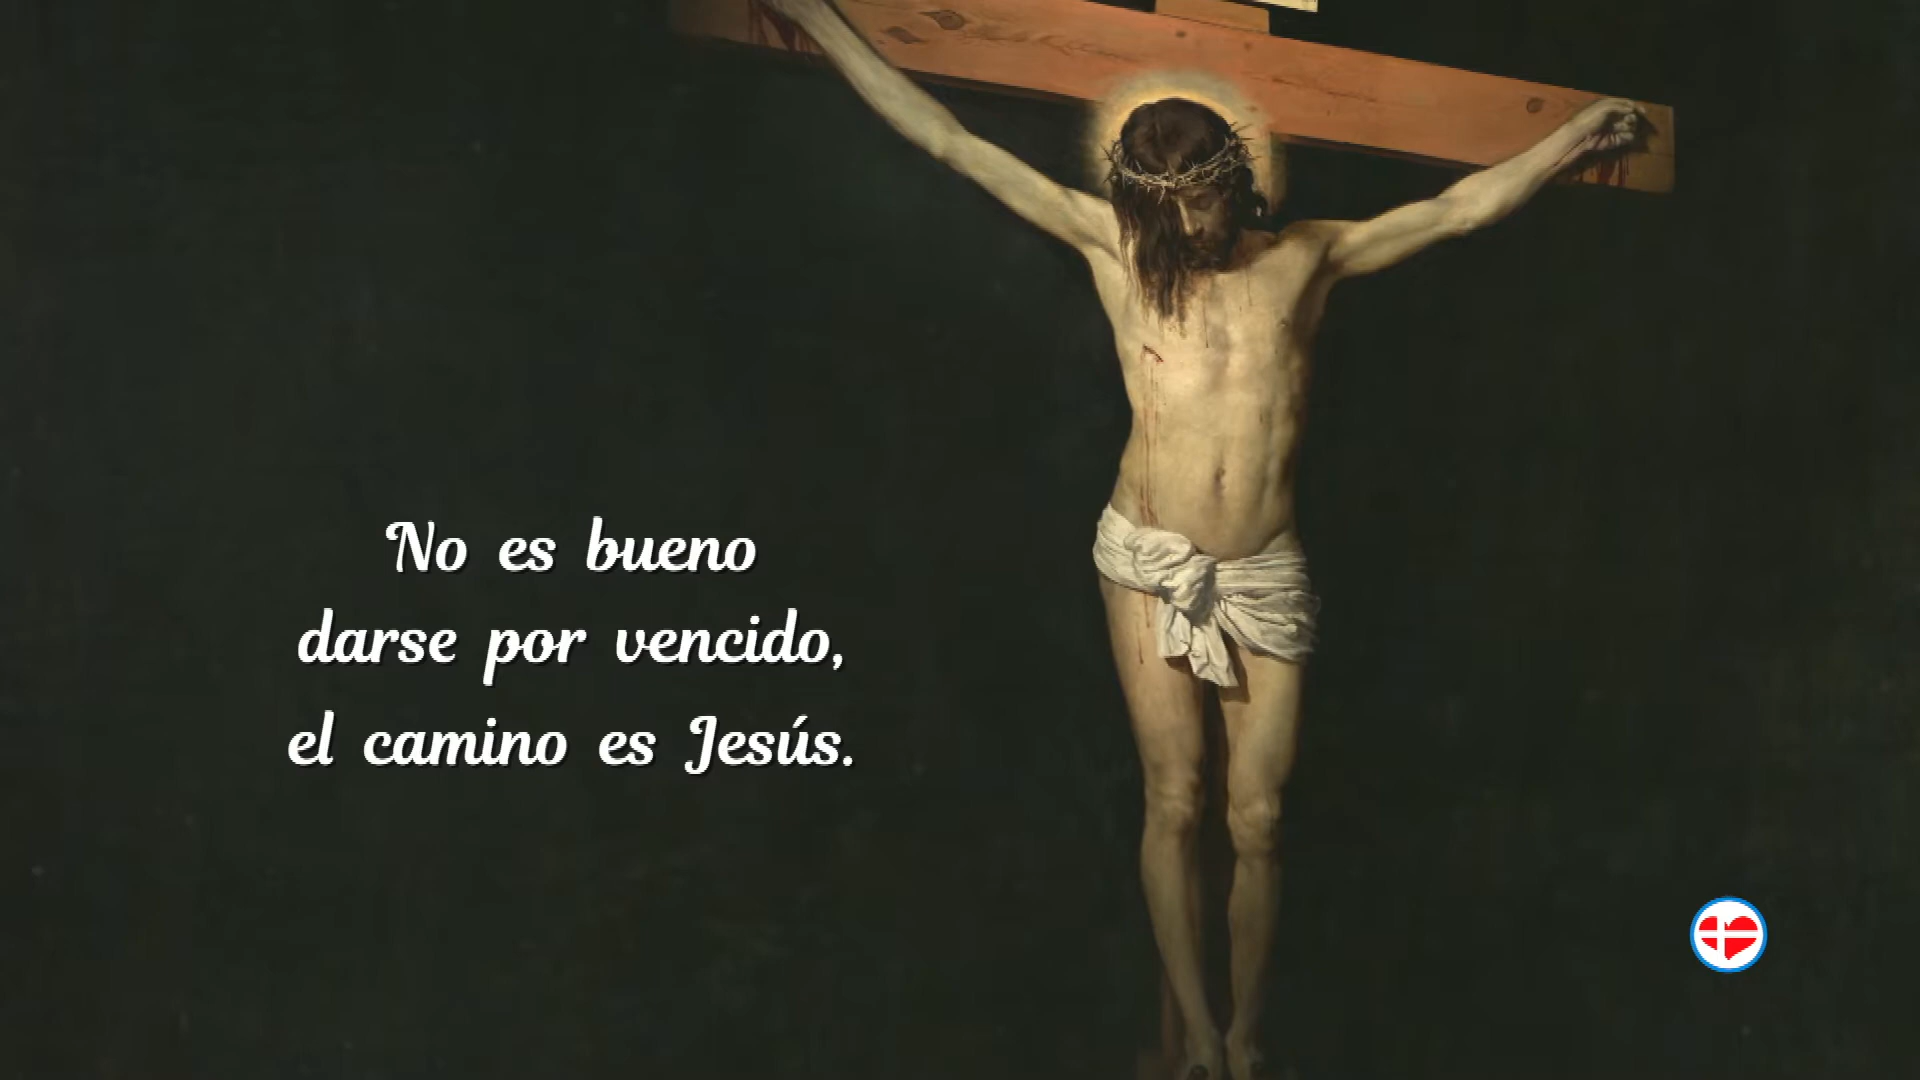 No es bueno
darse por vencido,
el camino es Jesús.